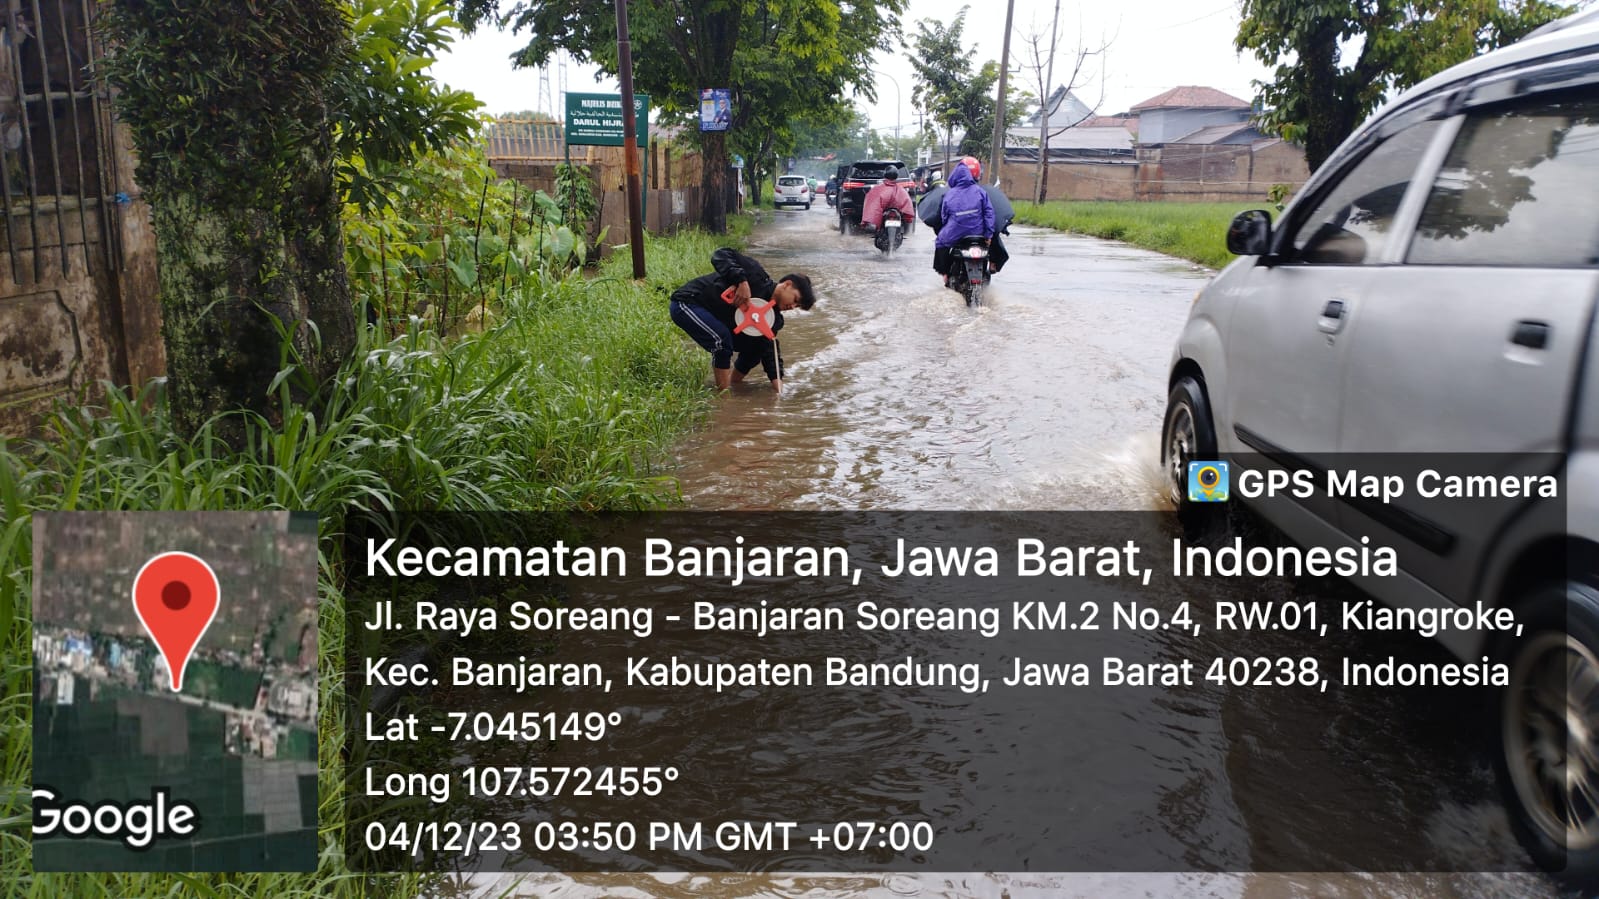 MAJELIS DZIKIR
DARUL HIJRAH
GPS Map Camera
Kecamatan Banjaran, Jawa Barat, Indonesia
Jl. Raya Soreang - Banjaran Soreang KM.2 No.4, RW.01, Kiangroke,
Kec. Banjaran, Kabupaten Bandung, Jawa Barat 40238, Indonesia
Lat -7.045149°
Long 107.572455°
04/12/23 03:50 PM GMT +07:00
Google